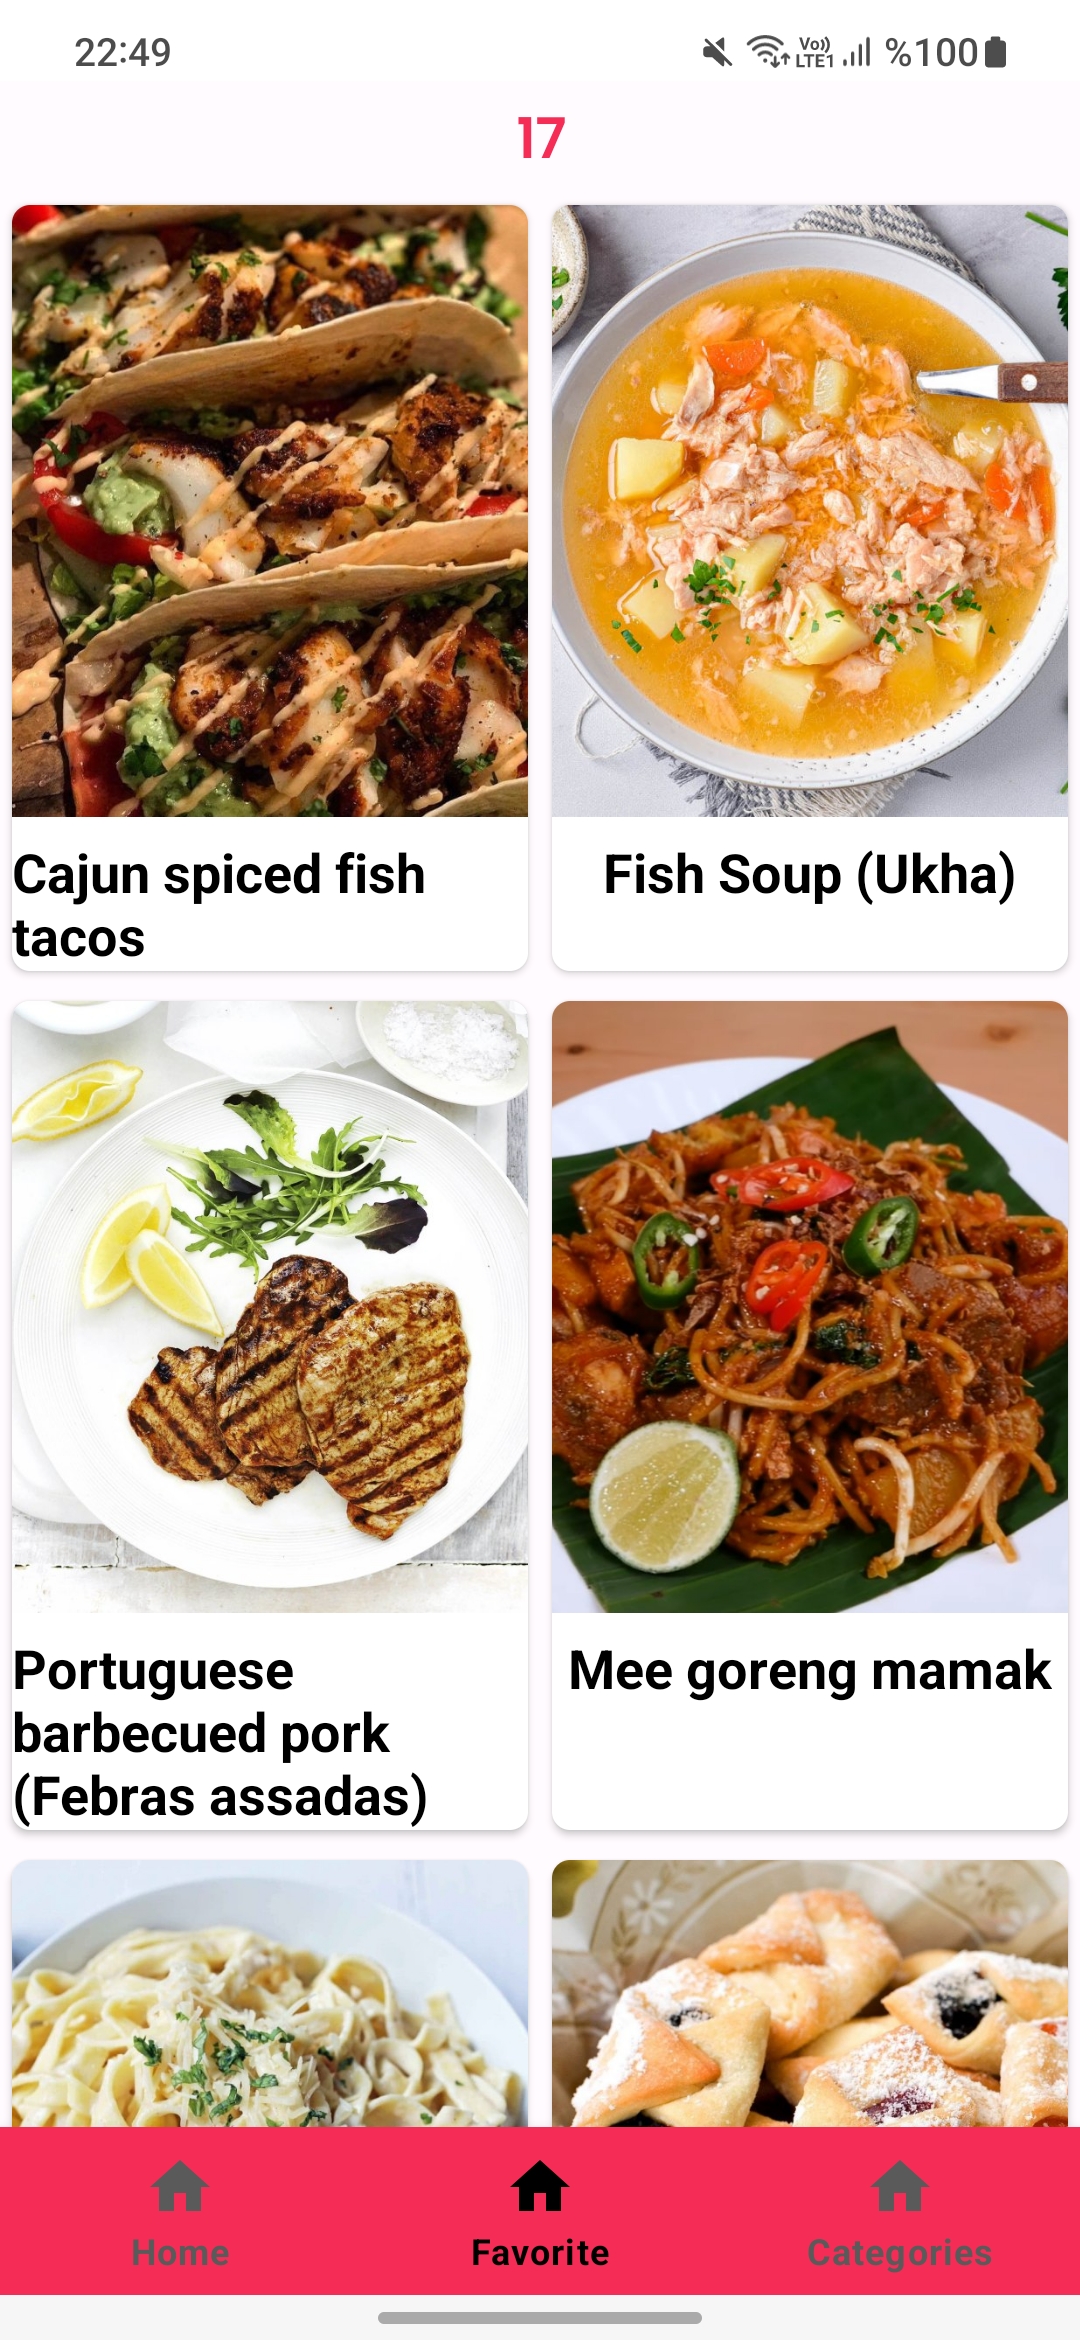 22:49
Vo))
LTE1
%100
17
Cajun spiced fish
tacos
Fish Soup (Ukha)
Portuguese
barbecued pork
(Febras assadas)
Mee goreng mamak
Home
Favorite
Categories